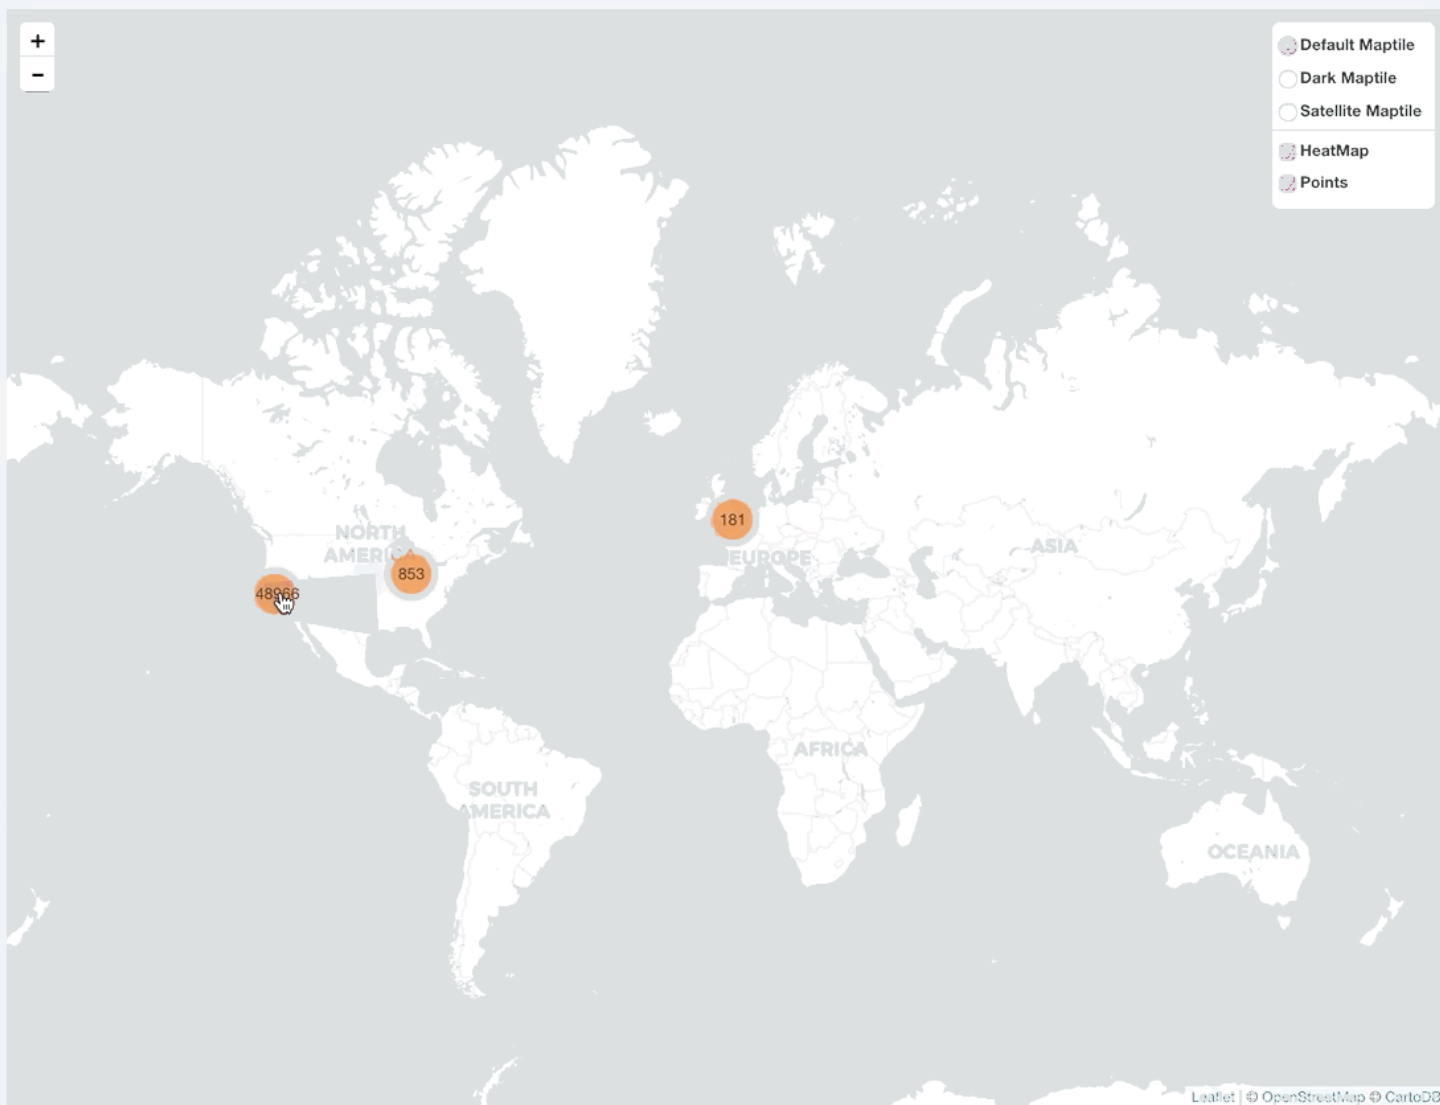 +
−
Default Maptile
Dark Maptile
Satellite Maptile
HeatMap
Points
NORTH
AMERICA
853
48966
181
EUROPE
ASIA
AFRICA
SOUTH
AMERICA
OCEANIA
Leaflet | © OpenStreetMap © CartoDB